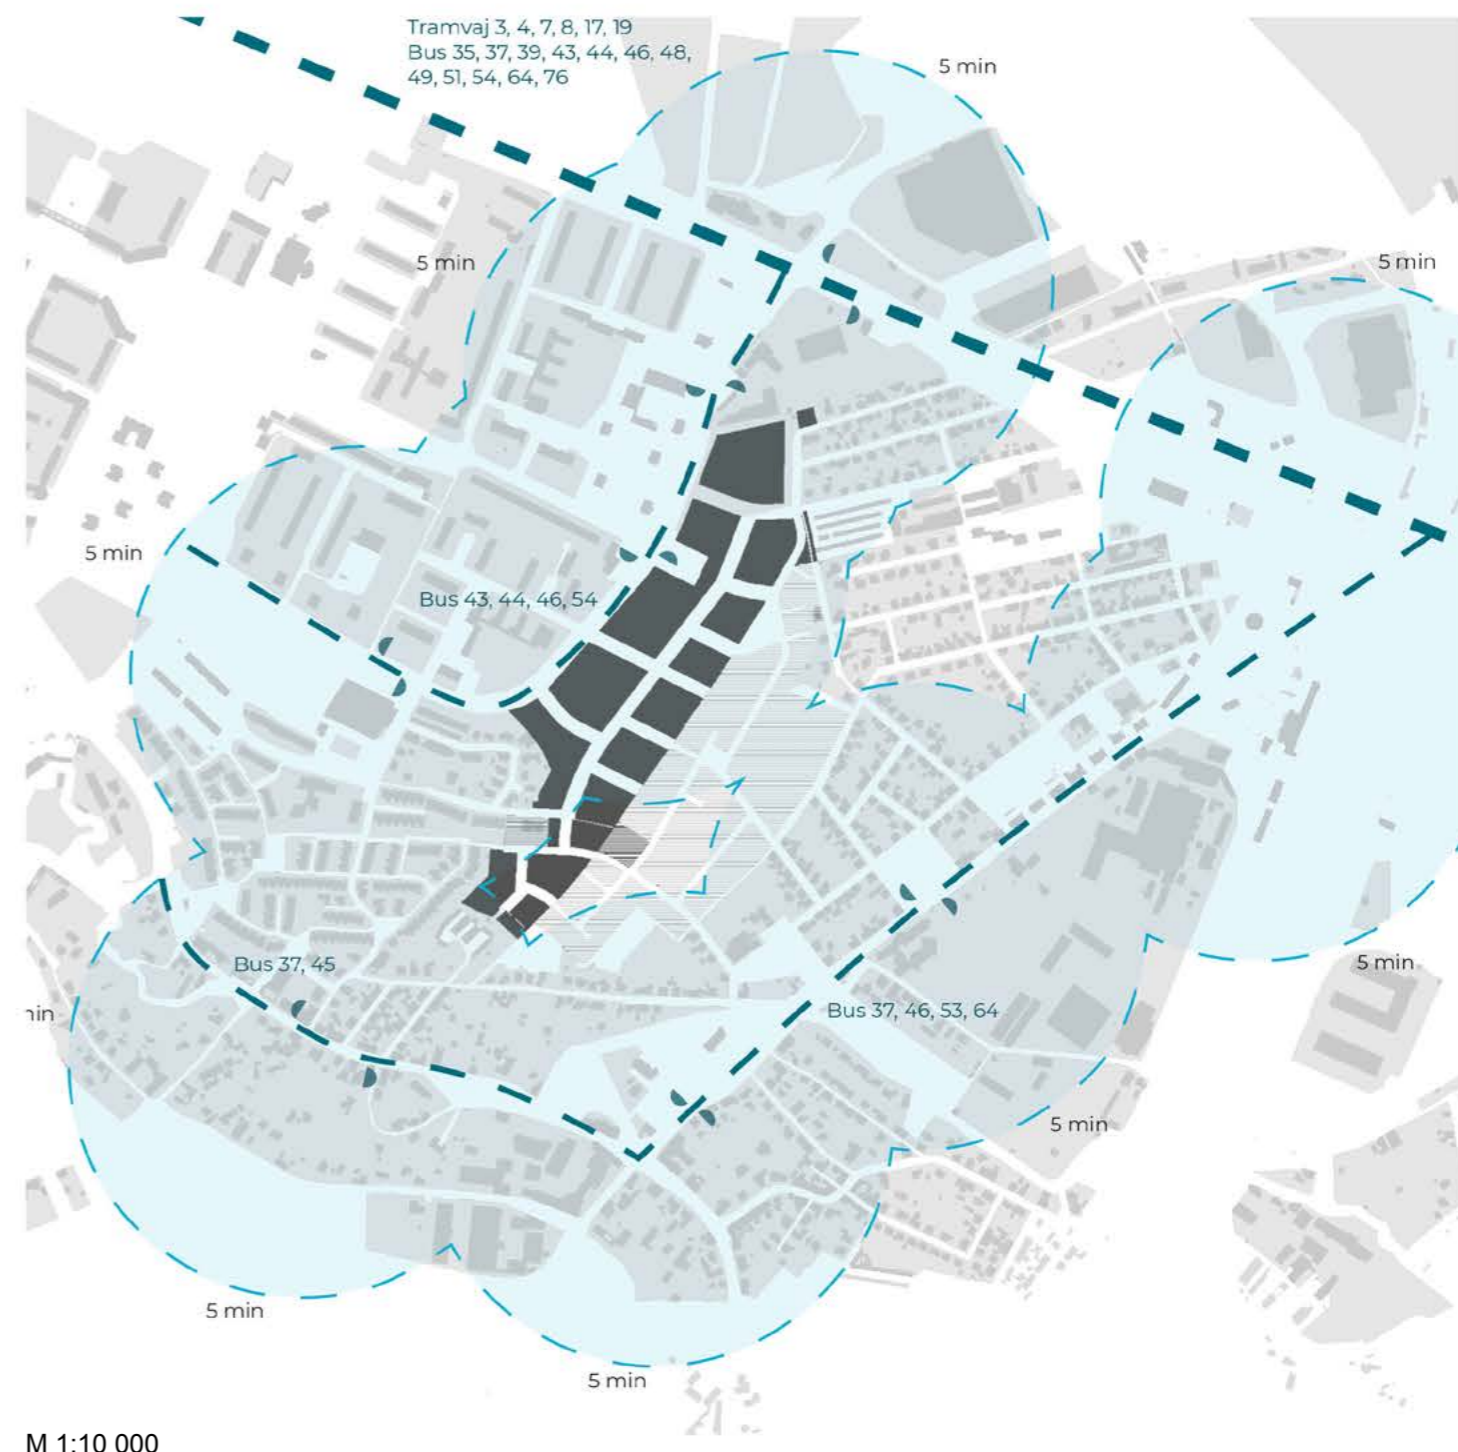 Tramvaj 3, 4, 7, 8, 17, 19
Bus 35, 37, 39, 43, 44, 46, 48,
49, 51, 54, 64, 76
5 min
5 min
5 min
5 min
Bus 43, 44, 46, 54
Bus 37, 45
5 min
Bus 37, 46, 53, 64
5 min
5 min
5 min
M 1:10 000